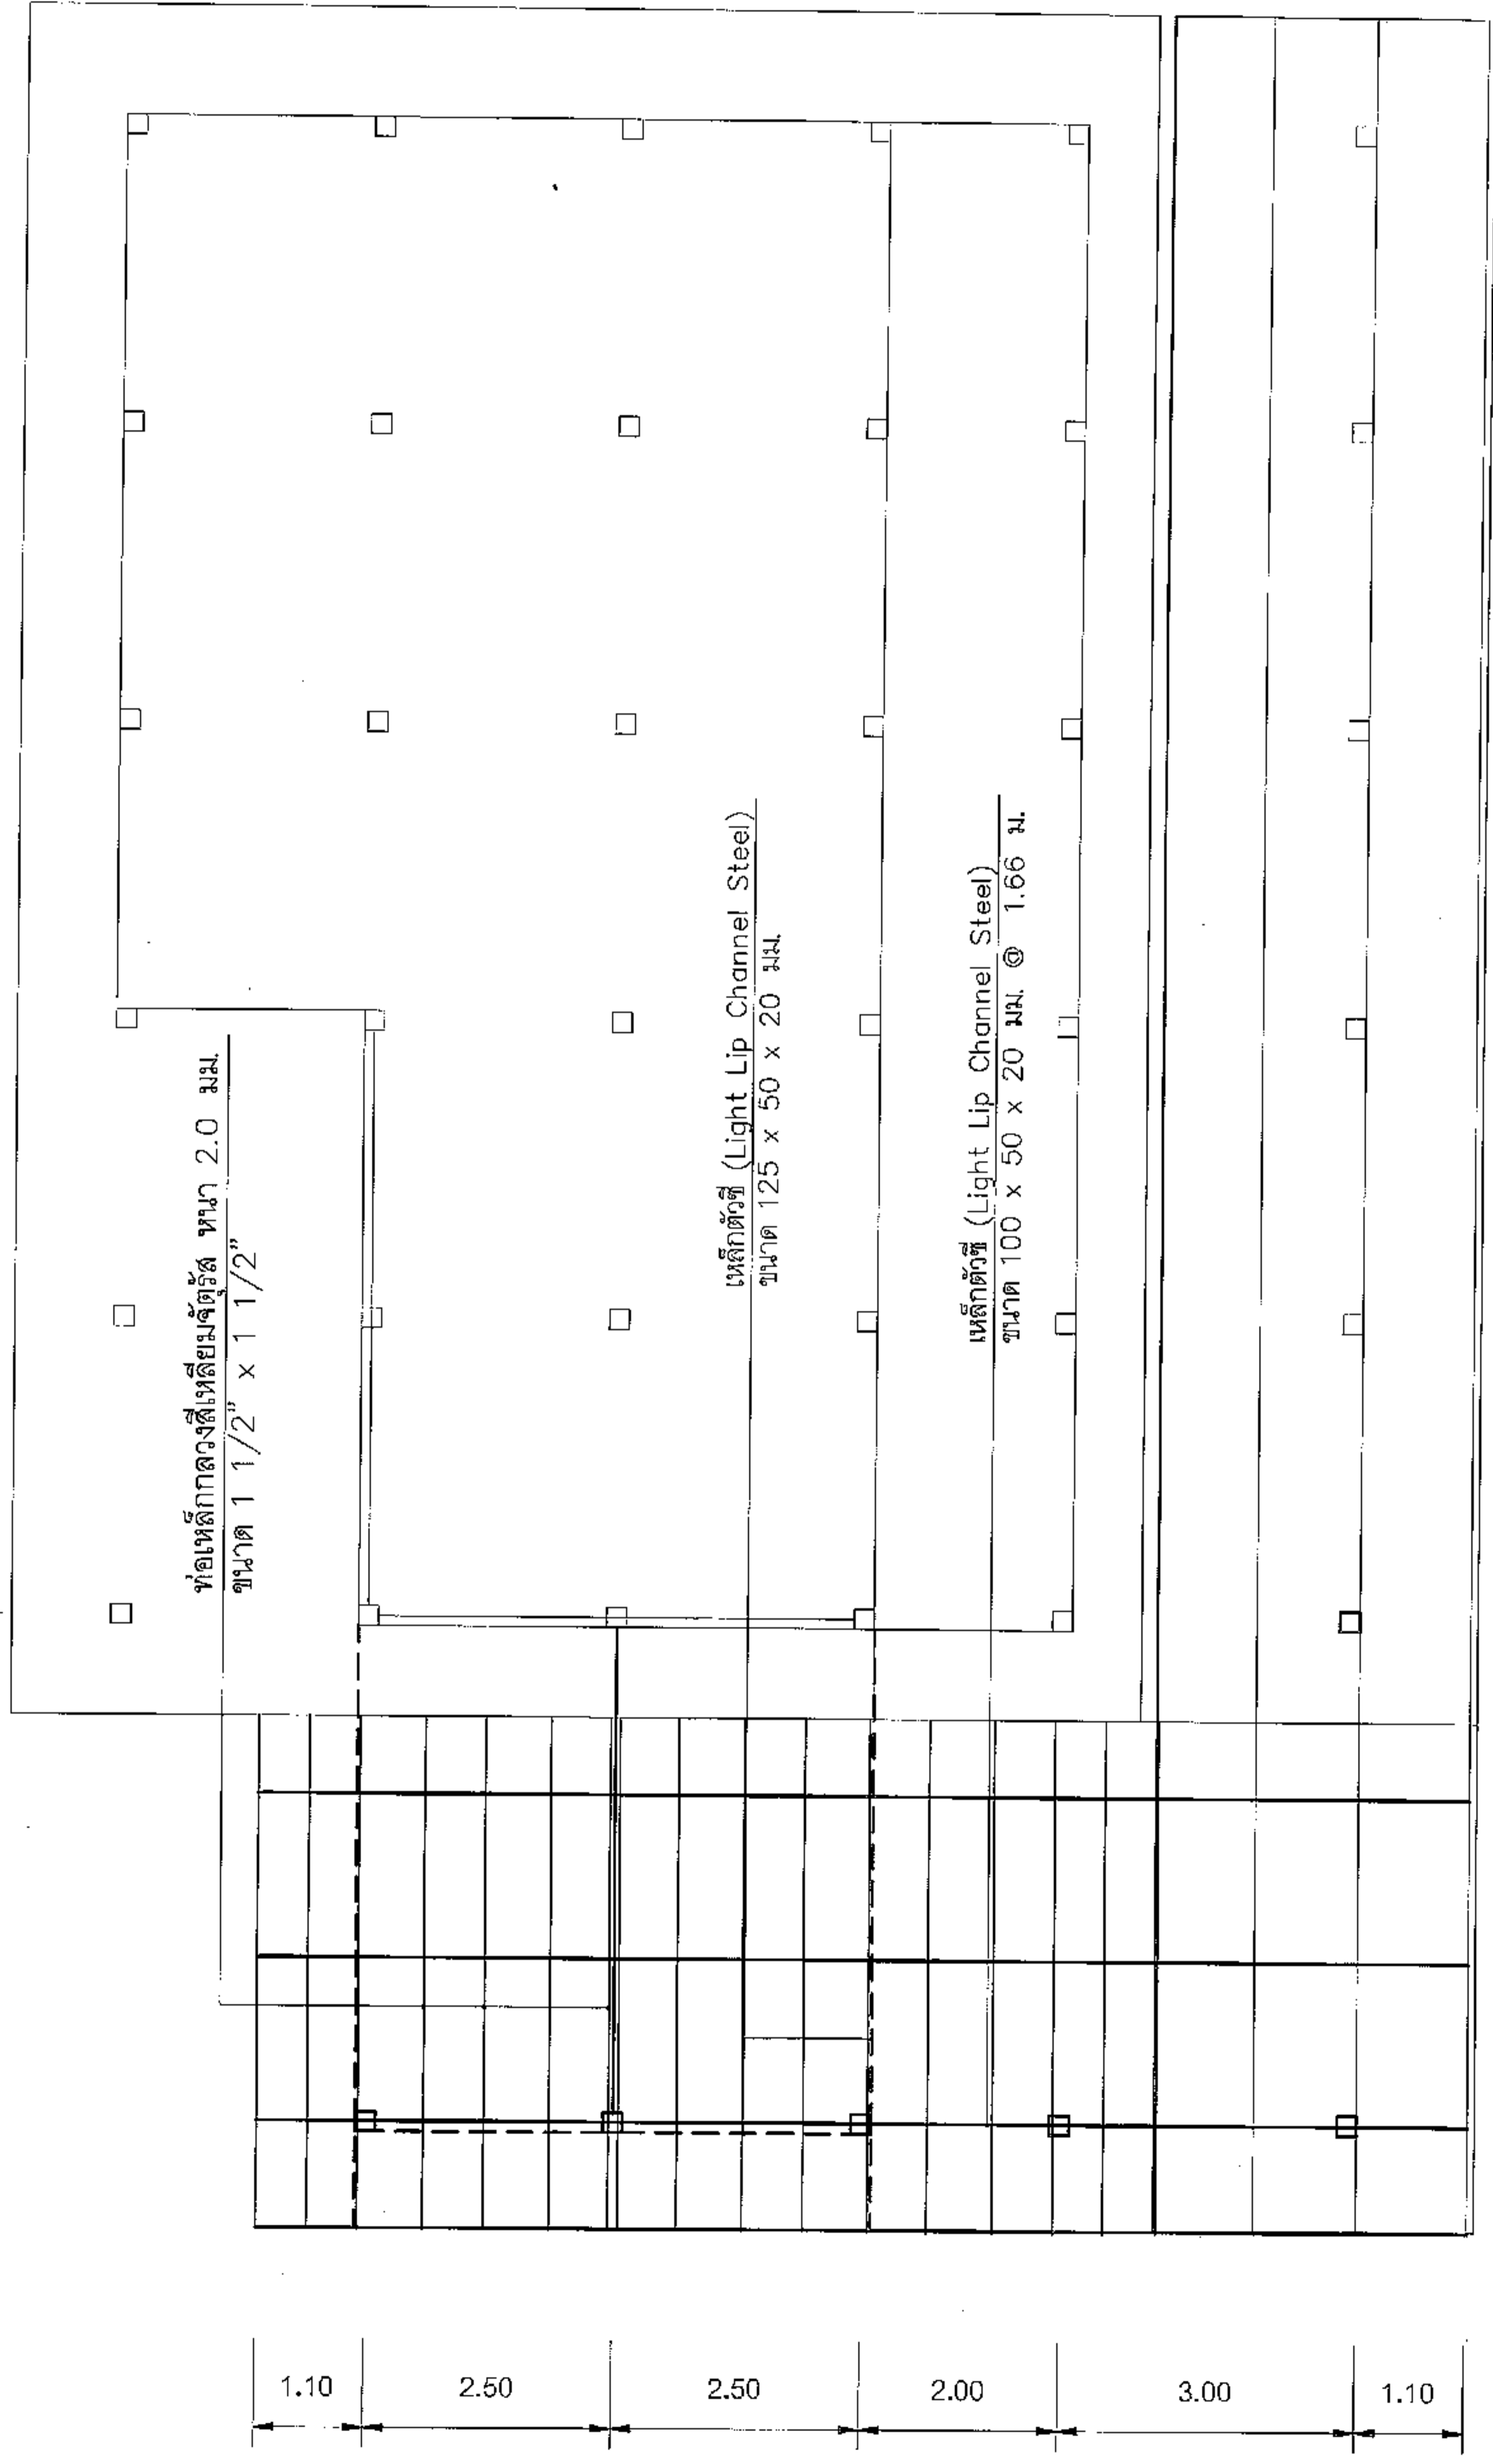 ท่อเหล็กกลวงสี่เหลี่ยมจัตุรัส หนา 2.0 มม.
ขนาด 1 1/2" x 1 1/2"
เหล็กตัวซี (Light Lip Channel Steel)
ขนาด 125 x 50 x 20 มม.
เหล็กตัวซี (Light Lip Channel Steel)
ขนาด 100 x 50 x 20 มม. @ 1.66 ม.
1.10
2.50
2.50
2.00
3.00
1.10